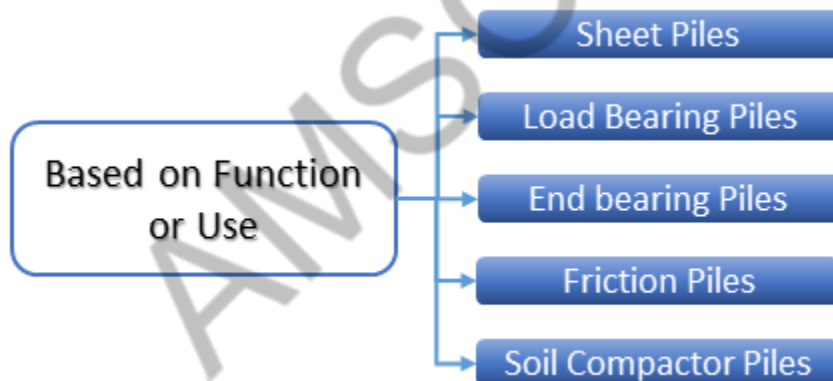 Based on Function
or Use
Sheet Piles
Load Bearing Piles
End bearing Piles
Friction Piles
Soil Compactor Piles